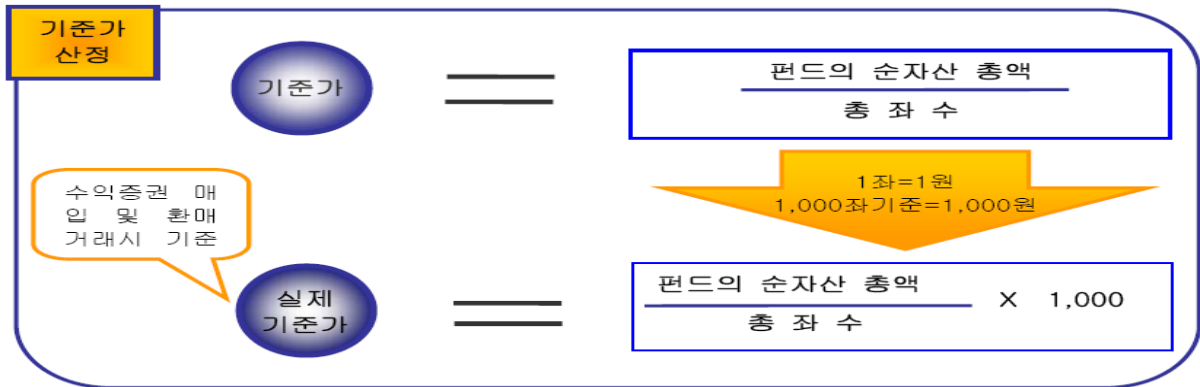 기준가
산정
기준가
펀드의 순자산 총액
총 좌 수
1좌=1원
1,000좌기준=1,000원
수익증권 매
입 및 환매
거래시 기준
실제
기준가
펀드의 순자산 총액
총 좌 수
X 1,000